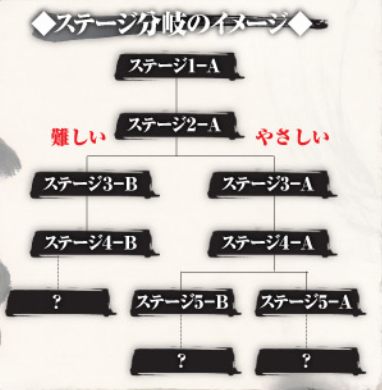 ◆ステージ分岐のイメージ◆
ステージ1-A
ステージ2-A
難しい
やさしい
ステージ3-B
ステージ3-A
ステージ4-B
ステージ4-A
?
ステージ5-B
ステージ5-A
?
?